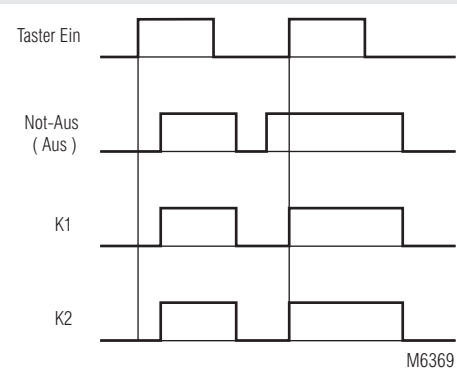 Taster Ein
Not-Aus
( Aus )
K1
K2
M6369